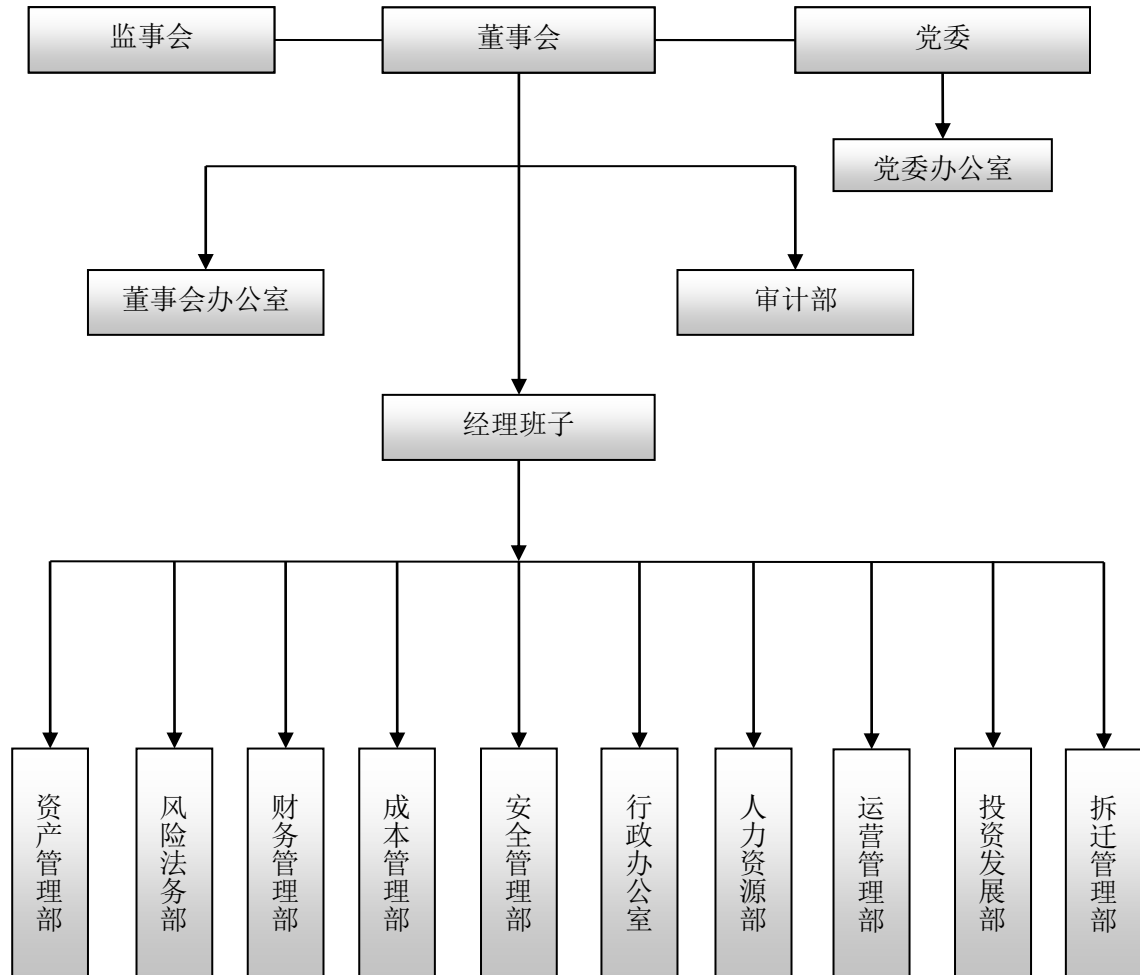 监事会
董事会
党委
党委办公室
董事会办公室
审计部
经理班子
资产管理部
风险法务部
财务管理部
成本管理部
安全管理部
行政办公室
人力资源部
运营管理部
投资发展部
拆迁管理部